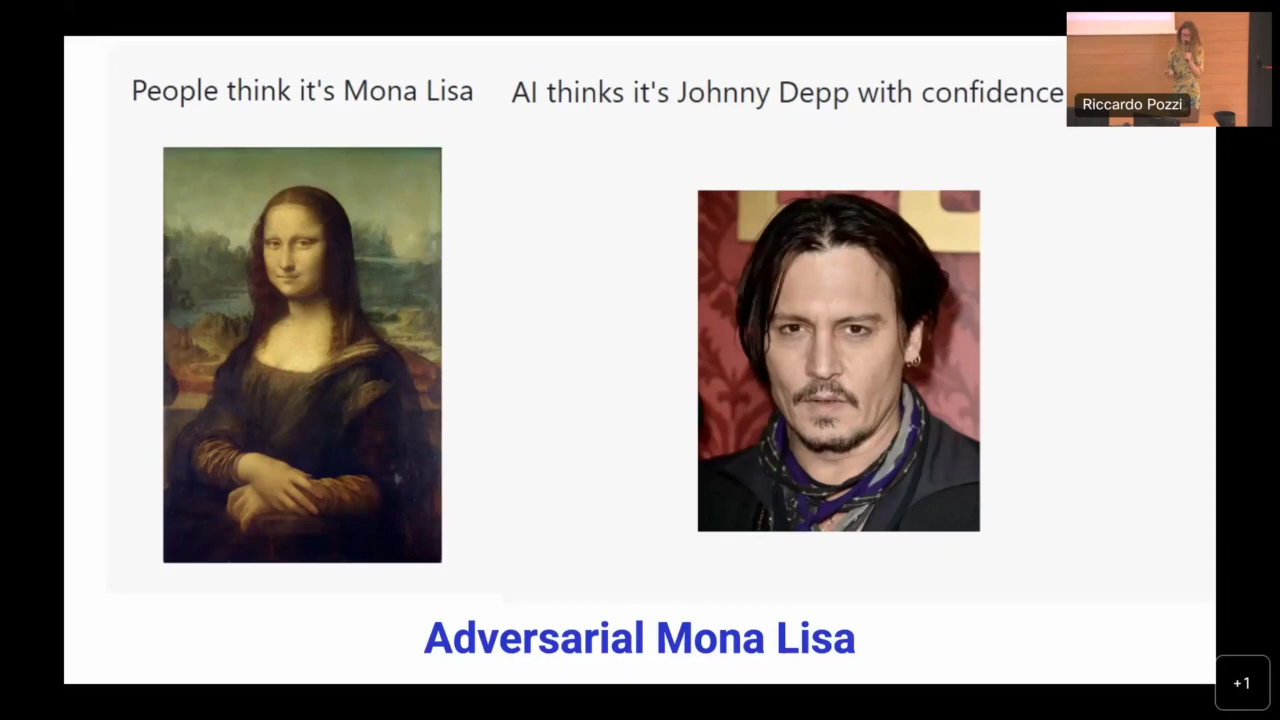 People think it's Mona Lisa
AI thinks it's Johnny Depp with confidence
Riccardo Pozzi
Adversarial Mona Lisa
+1